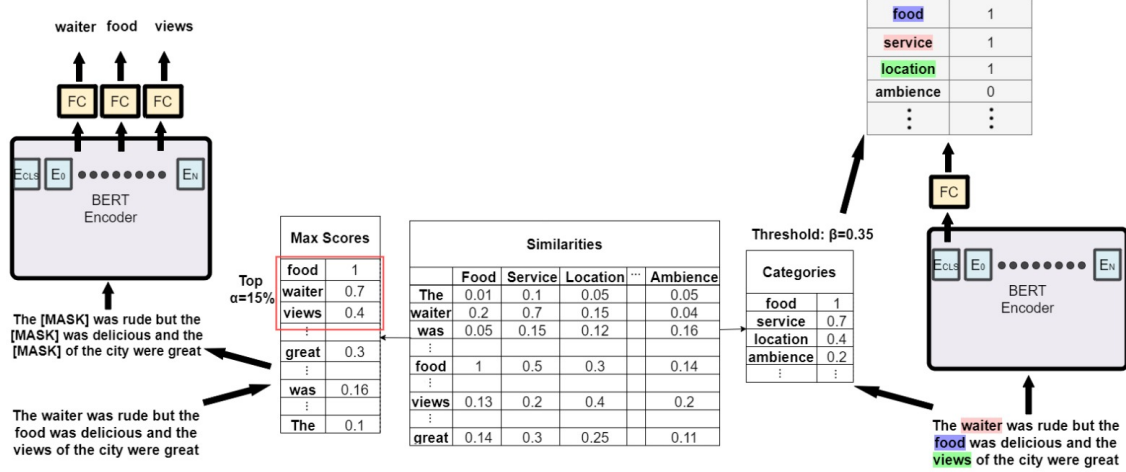 waiter food views
FC FC FC
ECLS E0 EN
BERT
Encoder
The [MASK] was rude but the
[MASK] was delicious and the
[MASK] of the city were great
The waiter was rude but the
food was delicious and the
views of the city were great
Top
α=15%
Max Scores
food 1
waiter 0.7
views 0.4
great 0.3
was 0.16
The 0.1
Similarities
Food Service Location ... Ambience
The 0.01 0.1 0.05 0.05
waiter 0.2 0.7 0.15 0.04
was 0.05 0.15 0.12 0.16
food 1 0.5 0.3 0.14
views 0.13 0.2 0.4 0.2
great 0.14 0.3 0.25 0.11
Threshold: β=0.35
Categories
food 1
service 0.7
location 0.4
ambience 0.2
food 1
service 1
location 1
ambience 0
FC
ECLS E0 EN
BERT
Encoder
The waiter was rude but the
food was delicious and the
views of the city were great